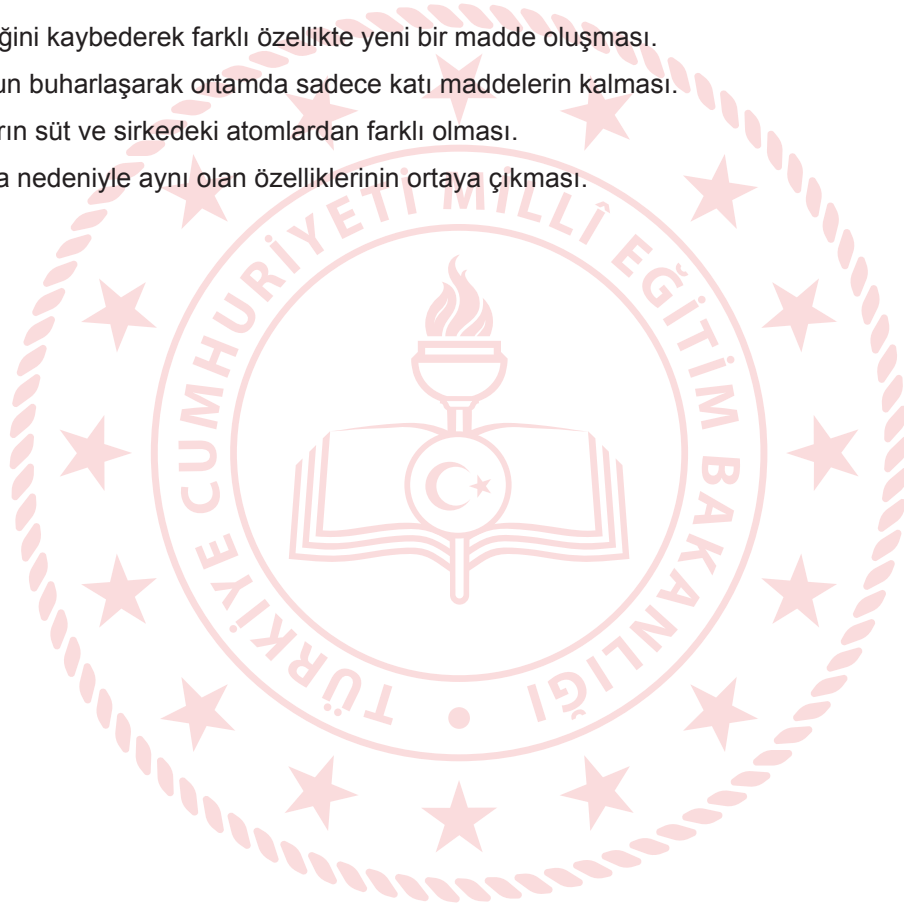 ğini kaybederek farklı özellikte yeni bir madde oluşması.
un buharlaşarak ortamda sadece katı maddelerin kalması.
rın süt ve sirkedeki atomlardan farklı olması.
a nedeniyle aynı olan özelliklerinin ortaya çıkması.
TÜRKİYE CUMHURİYETİ MİLLÎ EĞİTİM BAKANLIĞI